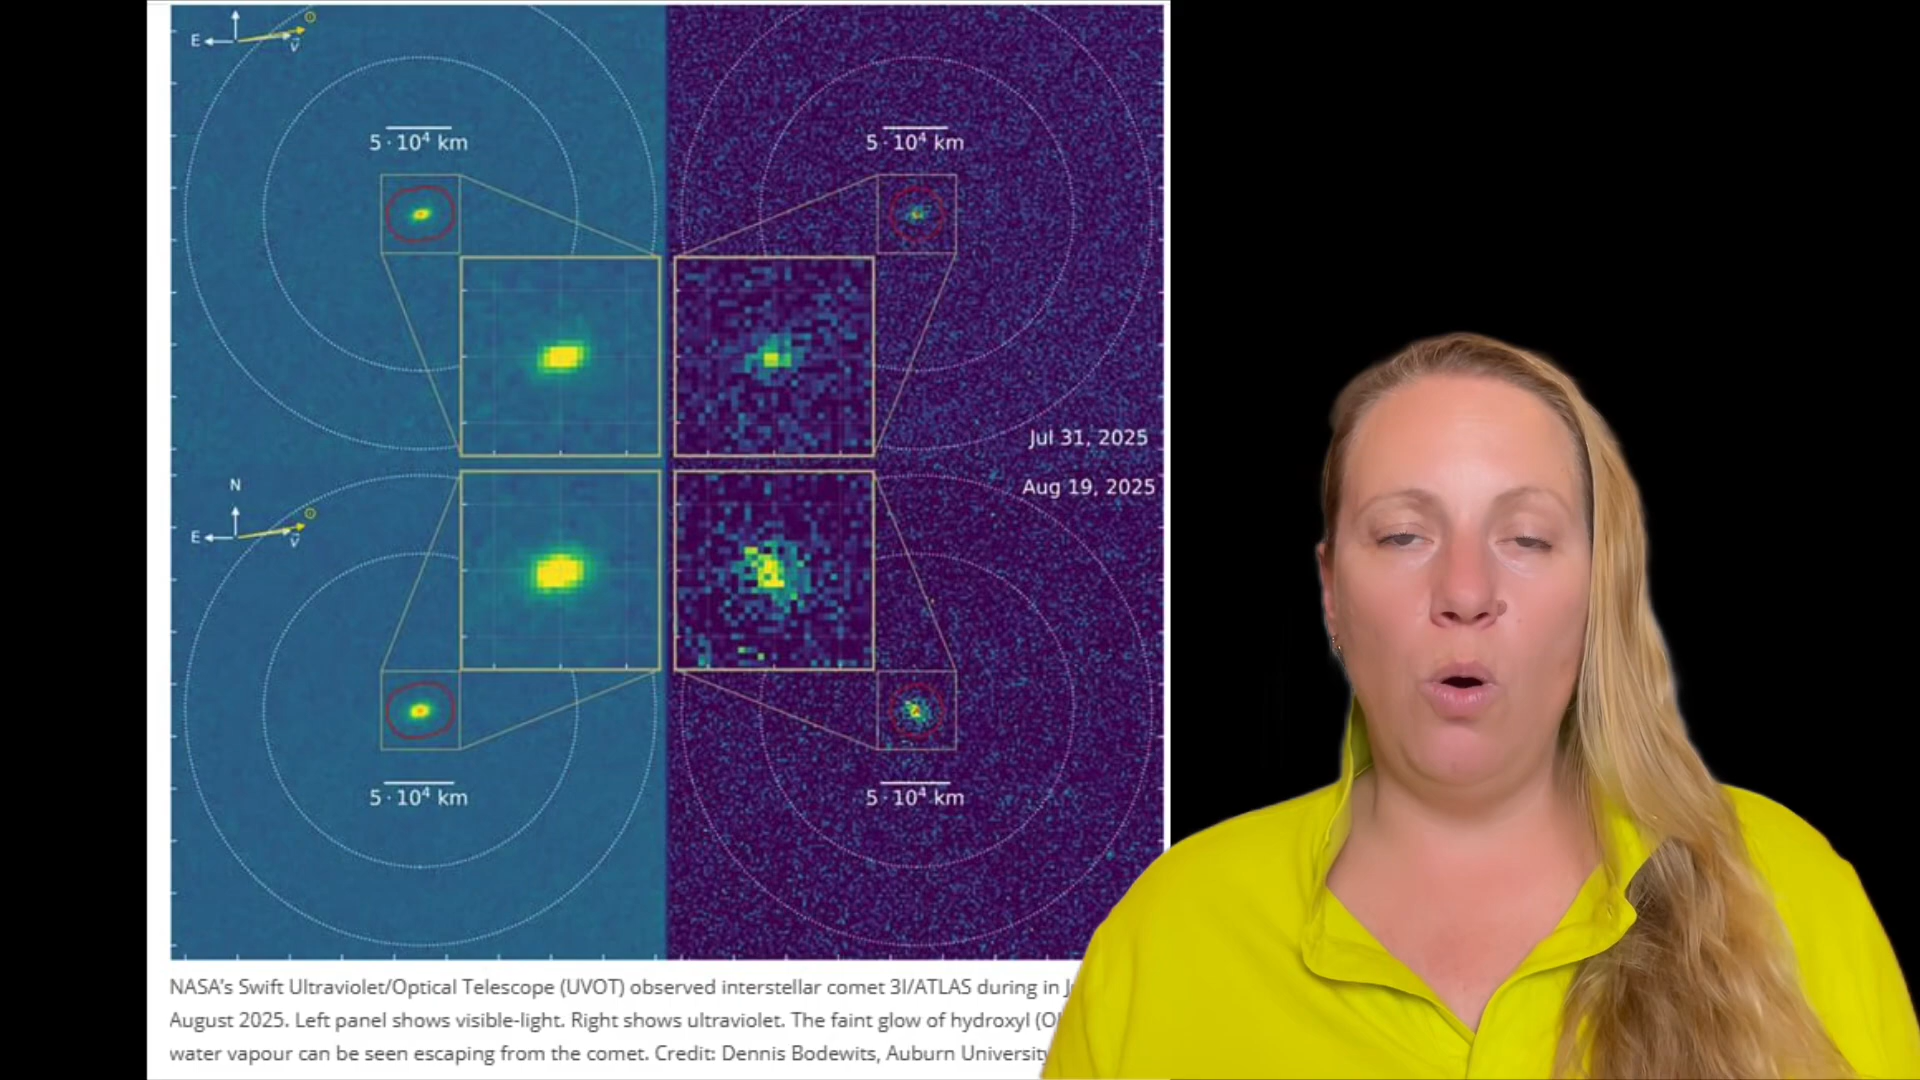 E v
5 · 10⁴ km 5 · 10⁴ km
Jul 31, 2025
Aug 19, 2025
N
E v
5 · 10⁴ km 5 · 10⁴ km
NASA's Swift Ultraviolet/Optical Telescope (UVOT) observed interstellar comet 3I/ATLAS during in
August 2025. Left panel shows visible-light. Right shows ultraviolet. The faint glow of hydroxyl
water vapour can be seen escaping from the comet. Credit: Dennis Bodewits, Auburn University